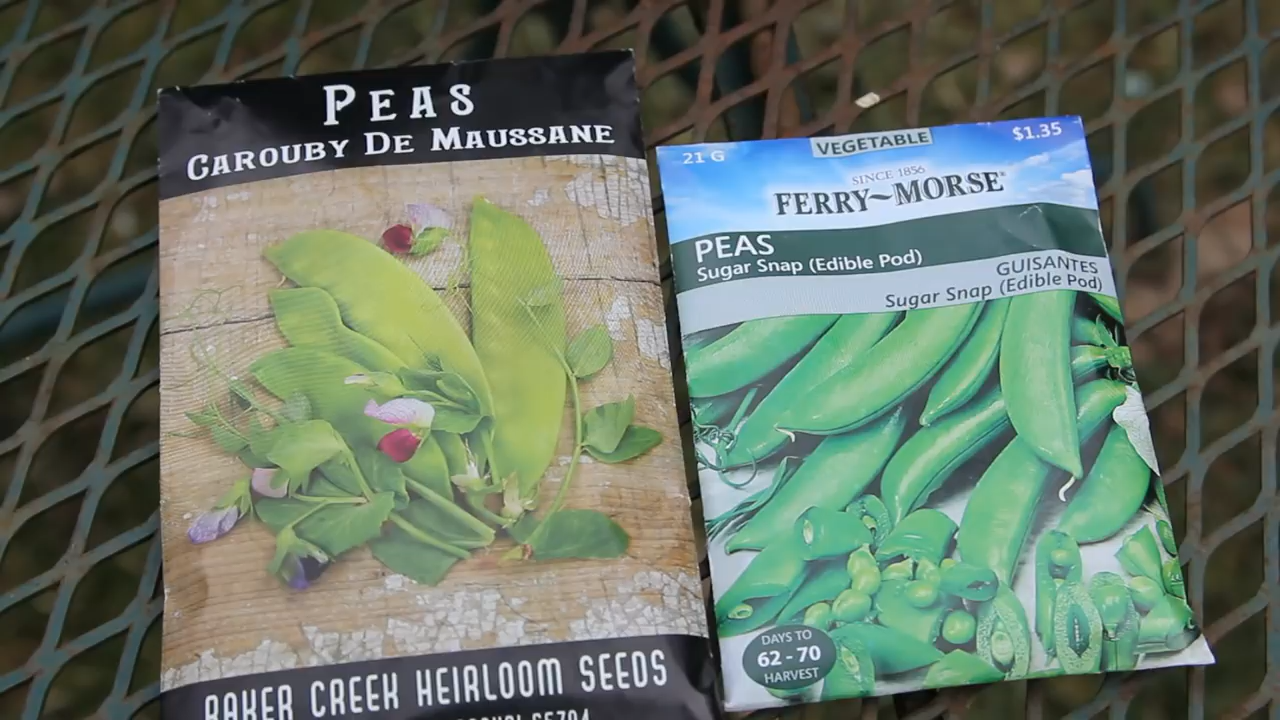 PEAS
CAROUBY DE MAUSSANE
BAKER CREEK HEIRLOOM SEEDS
21 G
VEGETABLE
$1.35
SINCE 1856
FERRY~MORSE®
PEAS
Sugar Snap (Edible Pod)
GUISANTES
Sugar Snap (Edible Pod)
DAYS TO
62 - 70
HARVEST